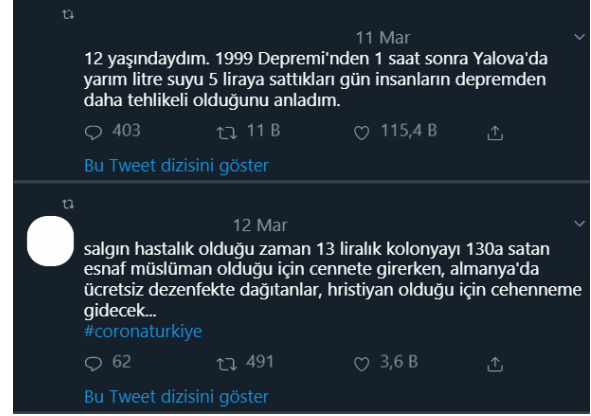 11 Mar
12 yaşındaydım. 1999 Depremi'nden 1 saat sonra Yalova'da
yarım litre suyu 5 liraya sattıkları gün insanların depremden
daha tehlikeli olduğunu anladım.
403 11 B 115,4 B
Bu Tweet dizisini göster
12 Mar
salgın hastalık olduğu zaman 13 liralık kolonyayı 130a satan
esnaf müslüman olduğu için cennete girerken, almanya'da
ücretsiz dezenfekte dağıtanlar, hristiyan olduğu için cehenneme
gidecek...
#coronaturkiye
62 491 3,6 B
Bu Tweet dizisini göster